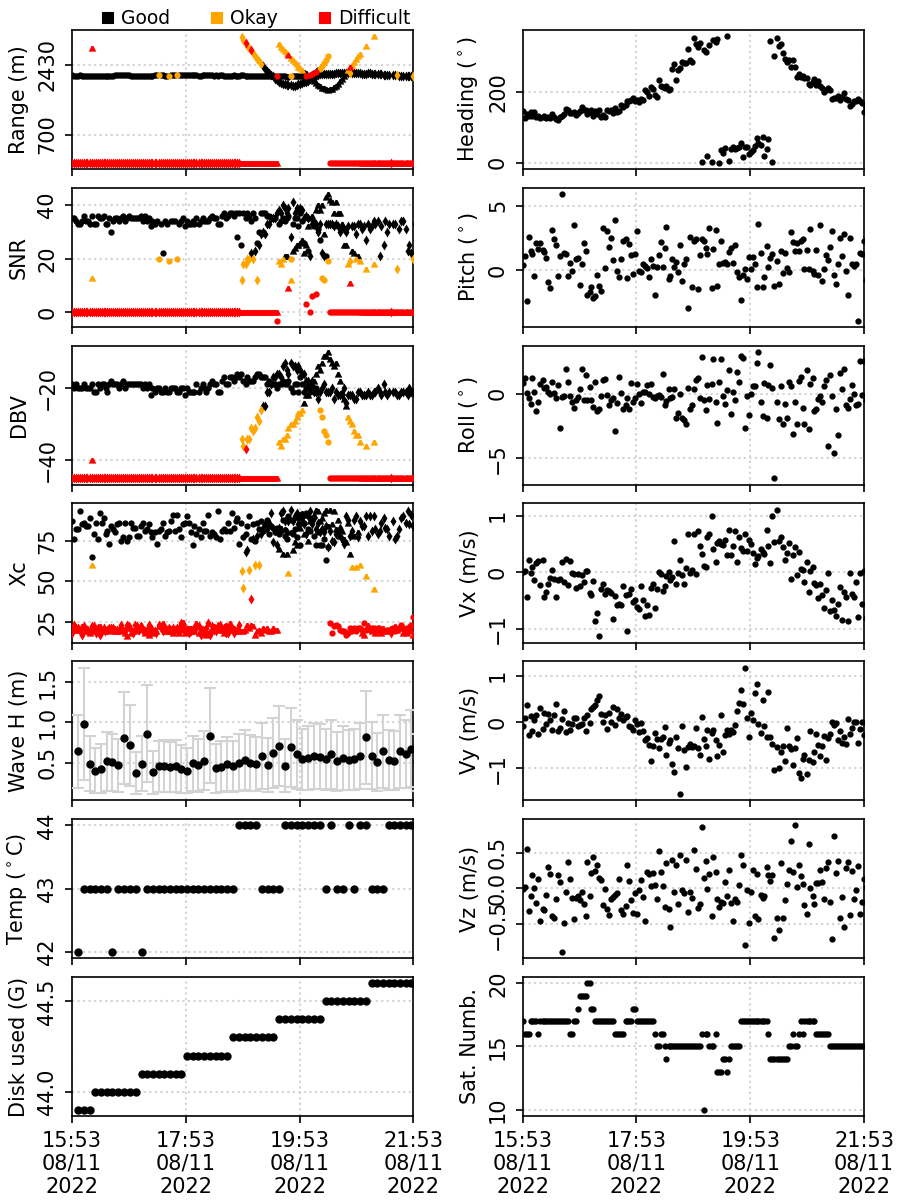 Good Okay Difficult
Range (m)
2430
700
Heading (°)
200
0
SNR
40
20
0
Pitch (°)
5
0
DBV
−20
−40
Roll (°)
0
−5
Xc
75
50
25
Vx (m/s)
1
0
−1
Wave H (m)
1.5
1.0
0.5
Vy (m/s)
1
0
−1
Temp (°C)
44
43
42
Vz (m/s)
0.5
0.0
−0.5
Disk used (G)
44.5
44.0
Sat. Numb.
20
15
10
15:53 17:53 19:53 21:53
08/11 08/11 08/11 08/11
2022 2022 2022 2022
15:53 17:53 19:53 21:53
08/11 08/11 08/11 08/11
2022 2022 2022 2022